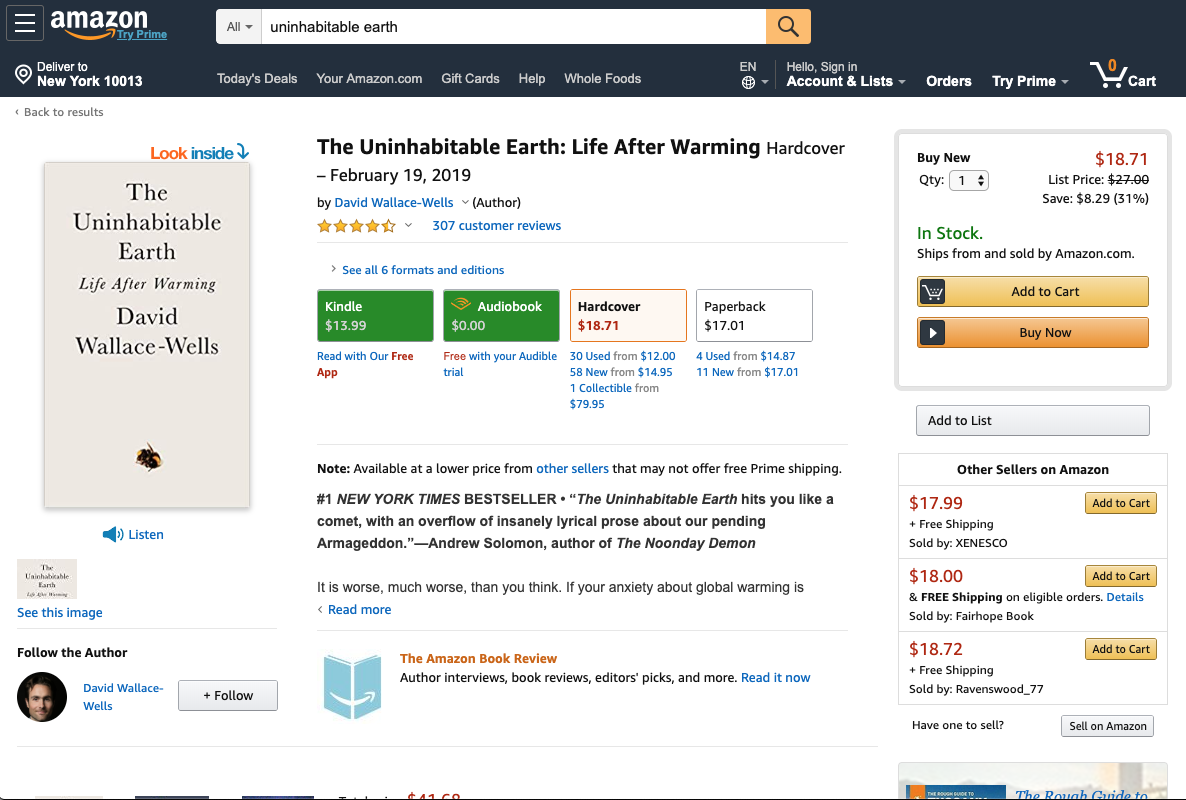 amazon
Try Prime
All
uninhabitable earth
Deliver to
New York 10013
Today's Deals
Your Amazon.com
Gift Cards
Help
Whole Foods
EN
Hello, Sign in
Account & Lists
Orders
Try Prime
0
Cart
‹ Back to results
Look inside
The
Uninhabitable
Earth
Life After Warming
David
Wallace-Wells
Listen
The
Uninhabitable
Earth
Life After Warming
See this image
Follow the Author
David Wallace-
Wells
+ Follow
The Uninhabitable Earth: Life After Warming Hardcover
– February 19, 2019
by David Wallace-Wells (Author)
307 customer reviews
See all 6 formats and editions
Kindle
$13.99
Read with Our Free
App
Audiobook
$0.00
Free with your Audible
trial
Hardcover
$18.71
30 Used from $12.00
58 New from $14.95
1 Collectible from
$79.95
Paperback
$17.01
4 Used from $14.87
11 New from $17.01
Note: Available at a lower price from other sellers that may not offer free Prime shipping.
#1 NEW YORK TIMES BESTSELLER • “The Uninhabitable Earth hits you like a
comet, with an overflow of insanely lyrical prose about our pending
Armageddon.”—Andrew Solomon, author of The Noonday Demon
It is worse, much worse, than you think. If your anxiety about global warming is
‹ Read more
The Amazon Book Review
Author interviews, book reviews, editors' picks, and more. Read it now
Buy New
$18.71
Qty: 1
List Price: $27.00
Save: $8.29 (31%)
In Stock.
Ships from and sold by Amazon.com.
Add to Cart
Buy Now
Add to List
Other Sellers on Amazon
$17.99
Add to Cart
+ Free Shipping
Sold by: XENESCO
$18.00
Add to Cart
& FREE Shipping on eligible orders. Details
Sold by: Fairhope Book
$18.72
Add to Cart
+ Free Shipping
Sold by: Ravenswood_77
Have one to sell?
Sell on Amazon
THE ROUGH GUIDE TO
The Rough Guide to
$41.68